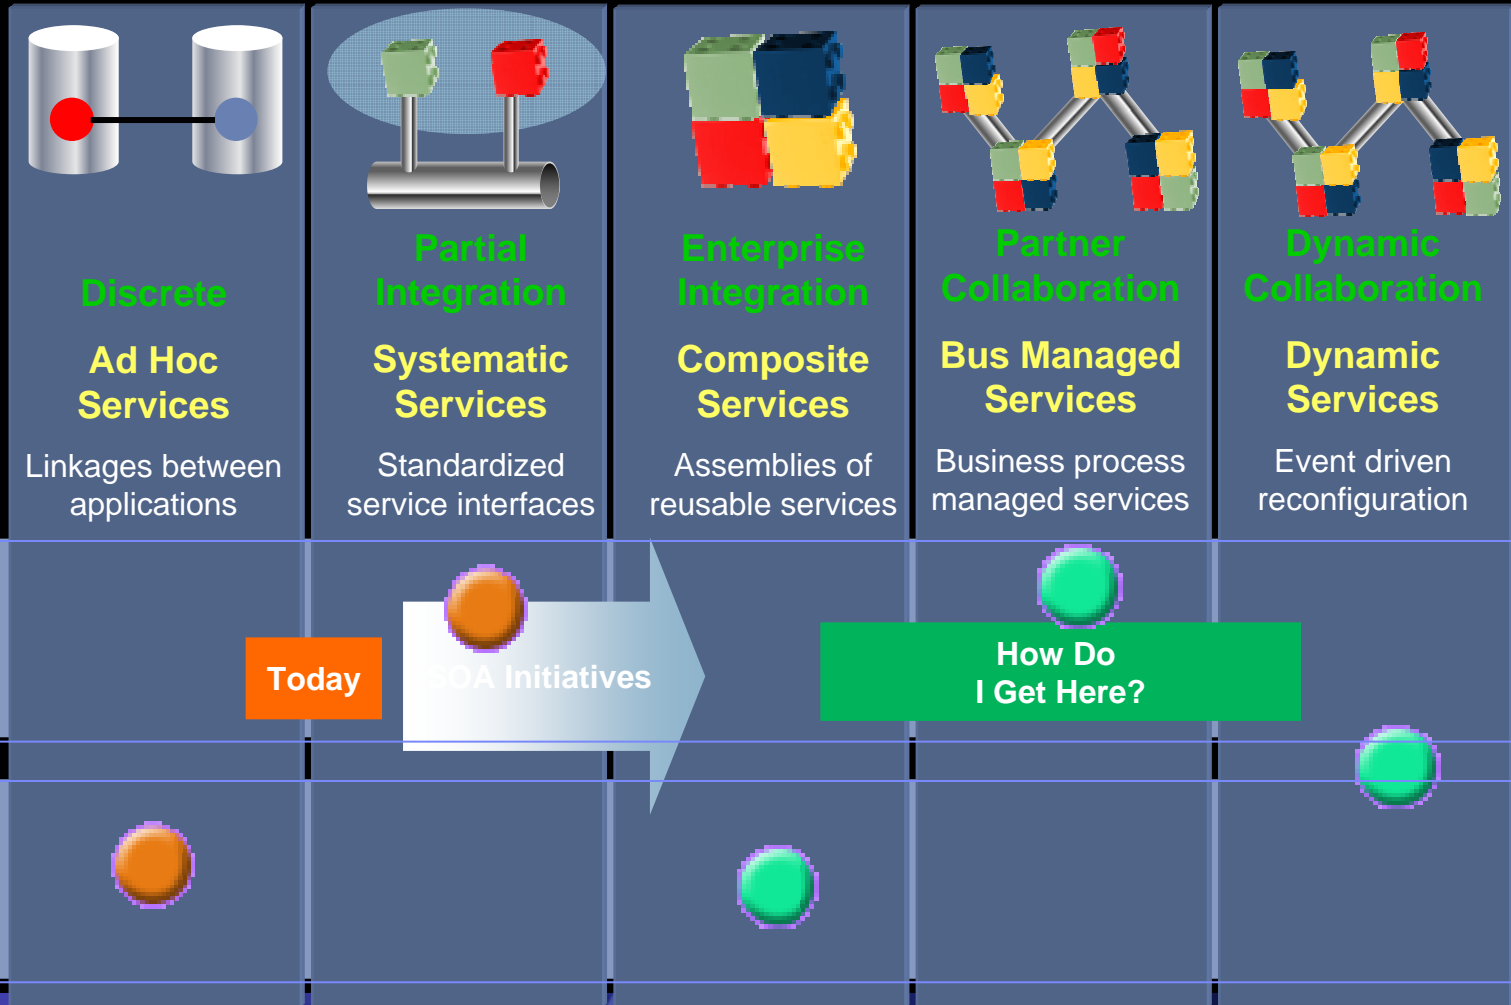 Discrete
Ad Hoc
Services
Linkages between
applications
Partial
Integration
Systematic
Services
Standardized
service interfaces
Enterprise
Integration
Composite
Services
Assemblies of
reusable services
Partner
Collaboration
Bus Managed
Services
Business process
managed services
Dynamic
Collaboration
Dynamic
Services
Event driven
reconfiguration
Today
SOA Initiatives
How Do
I Get Here?